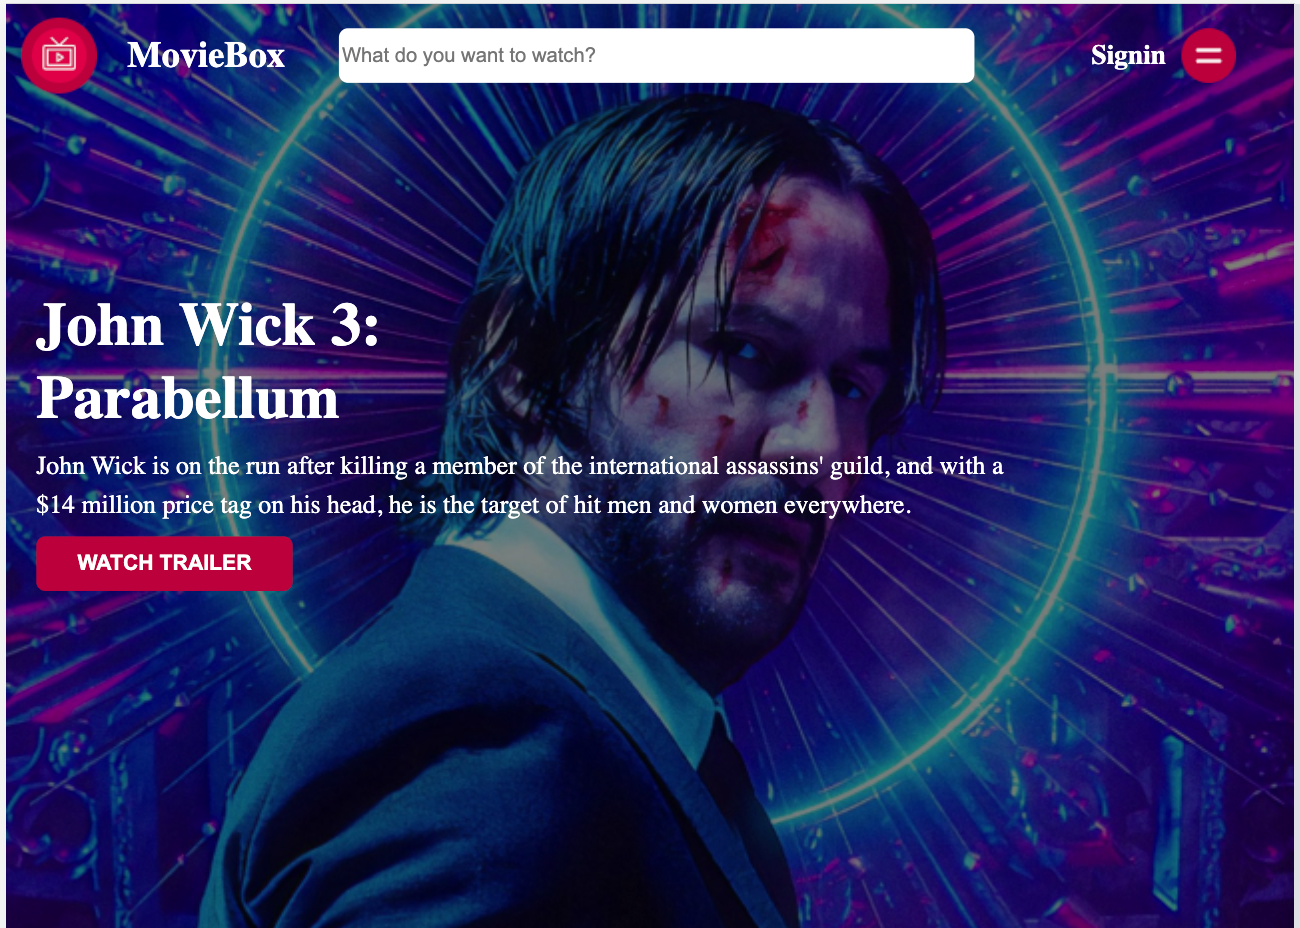 MovieBox
What do you want to watch?
Signin
John Wick 3:
Parabellum
John Wick is on the run after killing a member of the international assassins' guild, and with a
$14 million price tag on his head, he is the target of hit men and women everywhere.
WATCH TRAILER